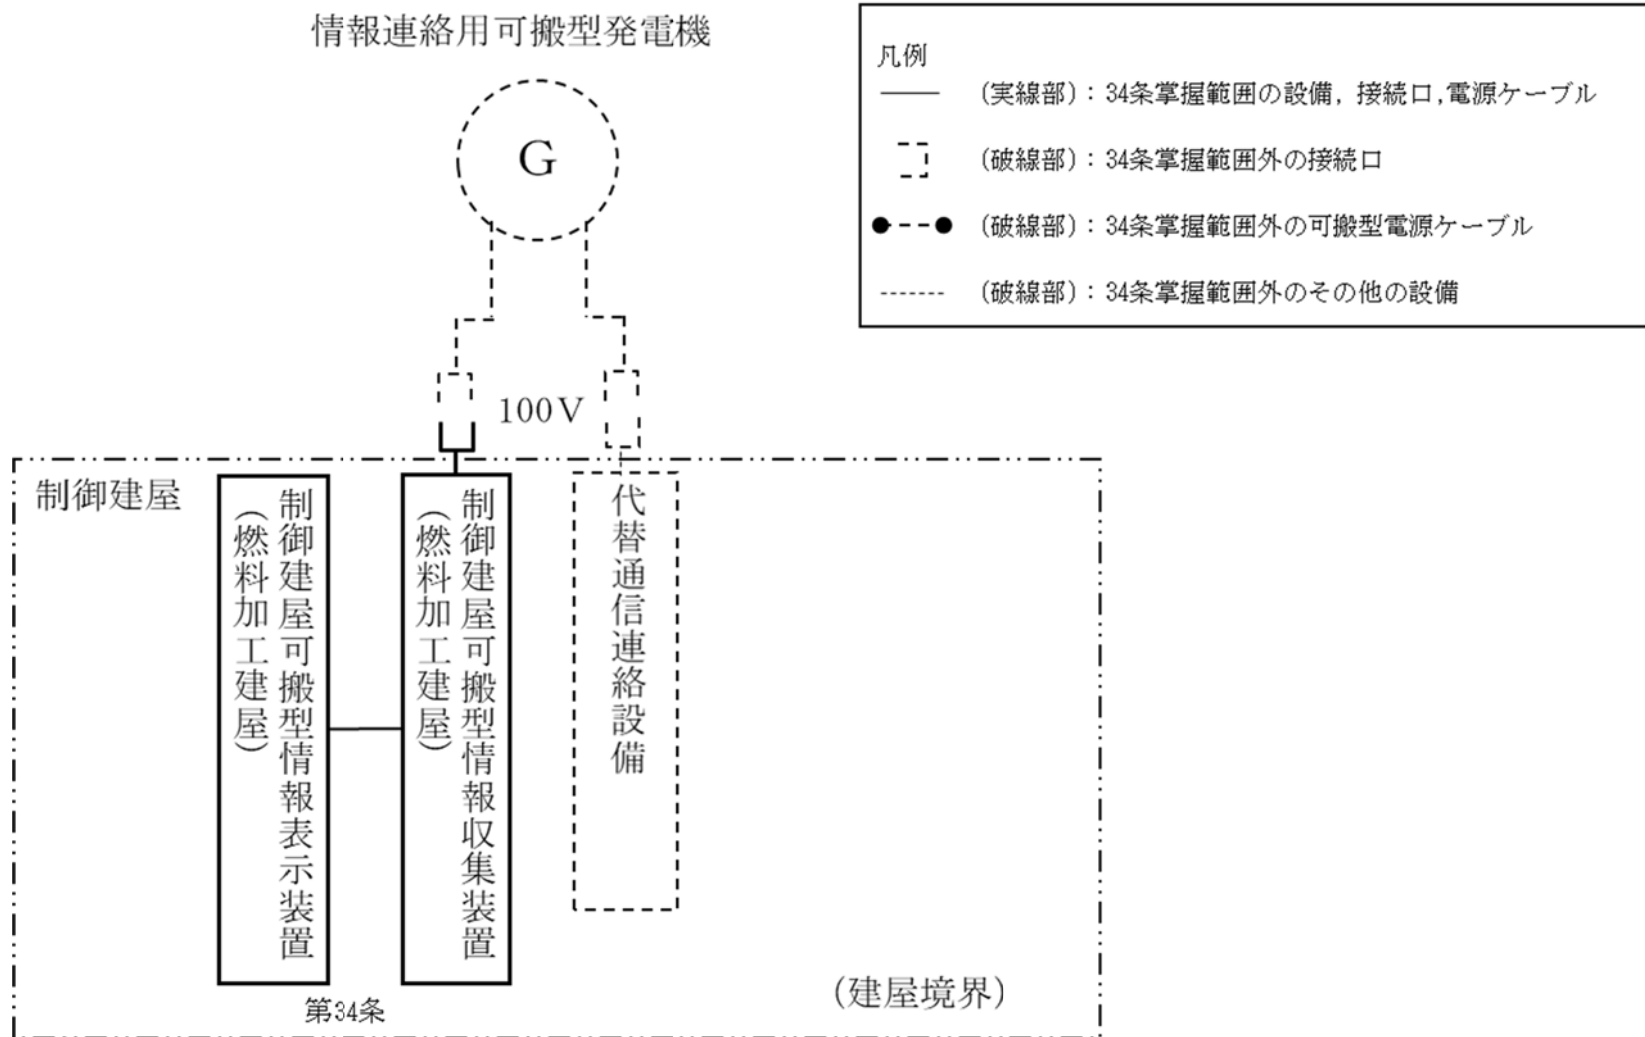 情報連絡用可搬型発電機
G
100V
凡例
(実線部)：34条掌握範囲の設備, 接続口,電源ケーブル
(破線部)：34条掌握範囲外の接続口
(破線部)：34条掌握範囲外の可搬型電源ケーブル
(破線部)：34条掌握範囲外のその他の設備
制御建屋
制御建屋可搬型情報表示装置
(燃料加工建屋)
制御建屋可搬型情報収集装置
(燃料加工建屋)
代替通信連絡設備
第34条
(建屋境界)